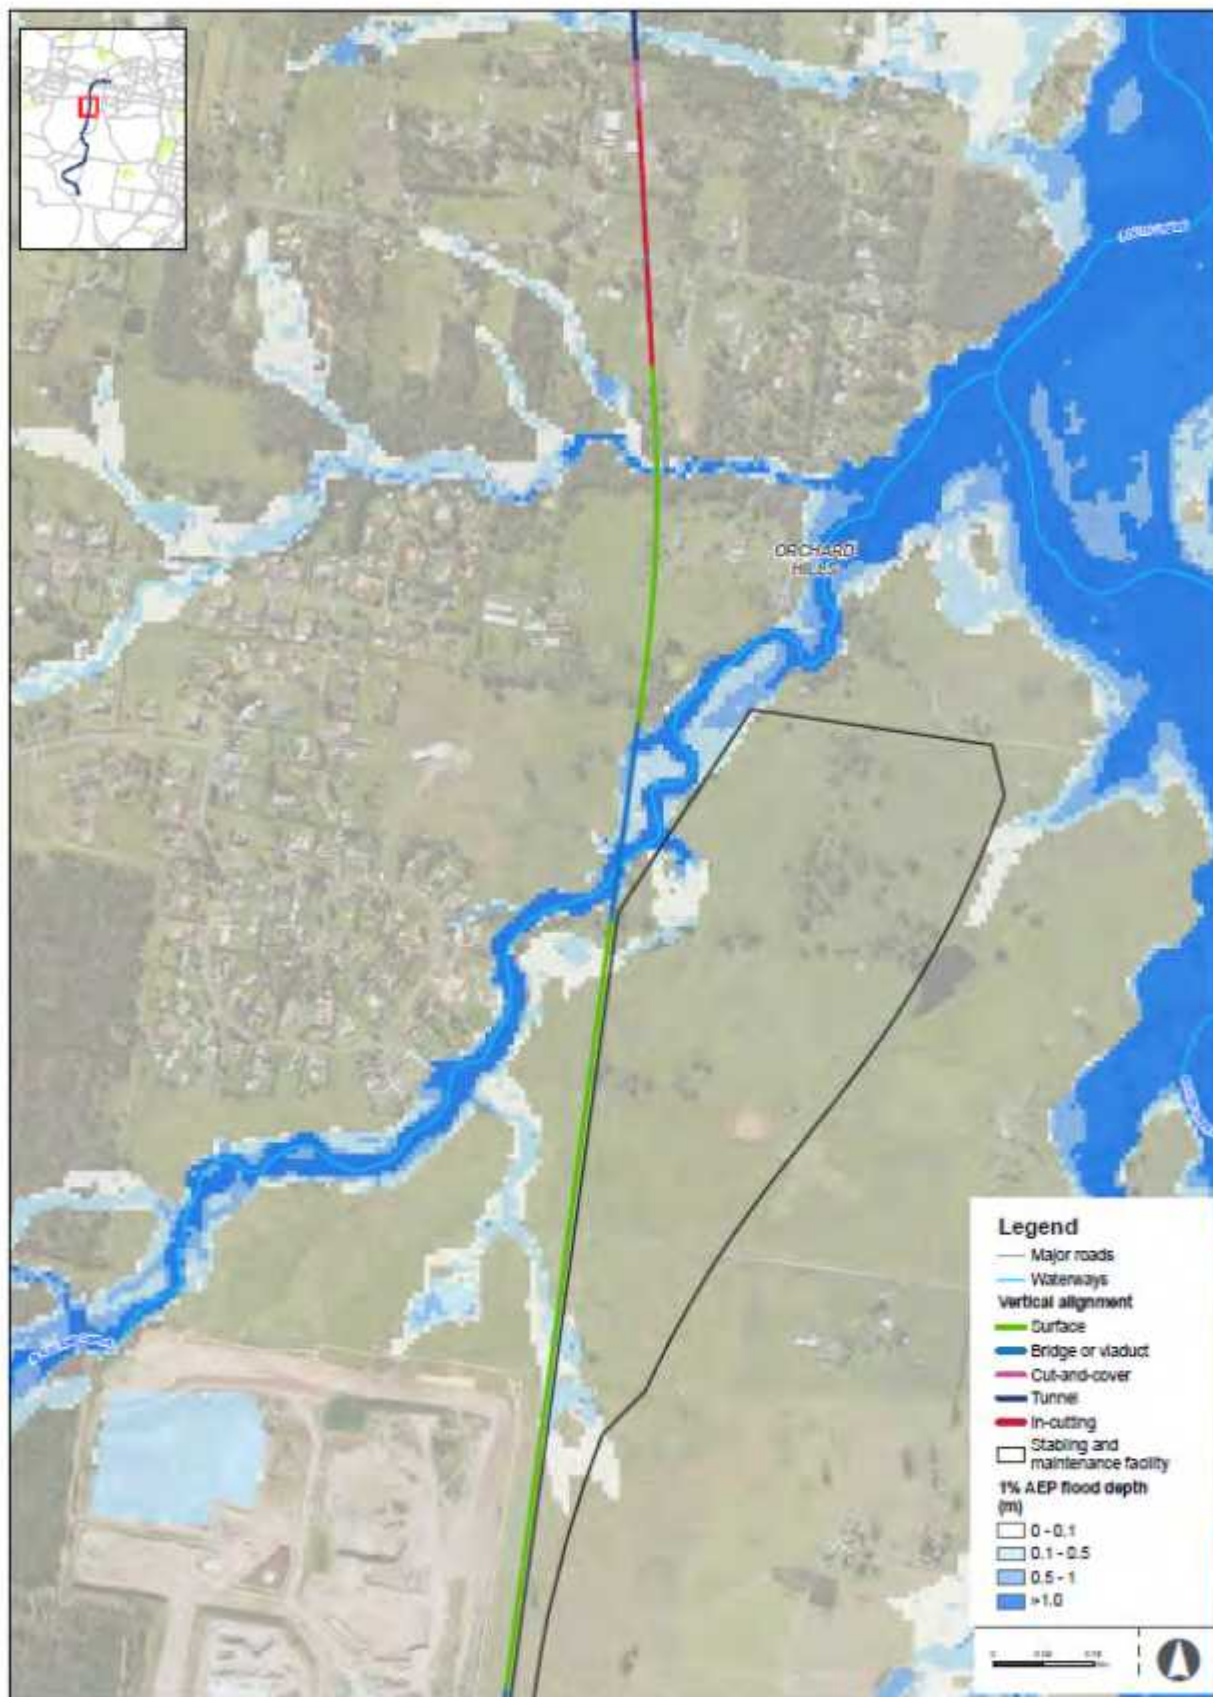 ORCHARD
HILLS
Legend
Major roads
Waterways
Vertical alignment
Surface
Bridge or viaduct
Cut-and-cover
Tunnel
In-cutting
Stabling and
maintenance facility
1% AEP flood depth
(m)
0 - 0.1
0.1 - 0.5
0.5 - 1
>1.0
0